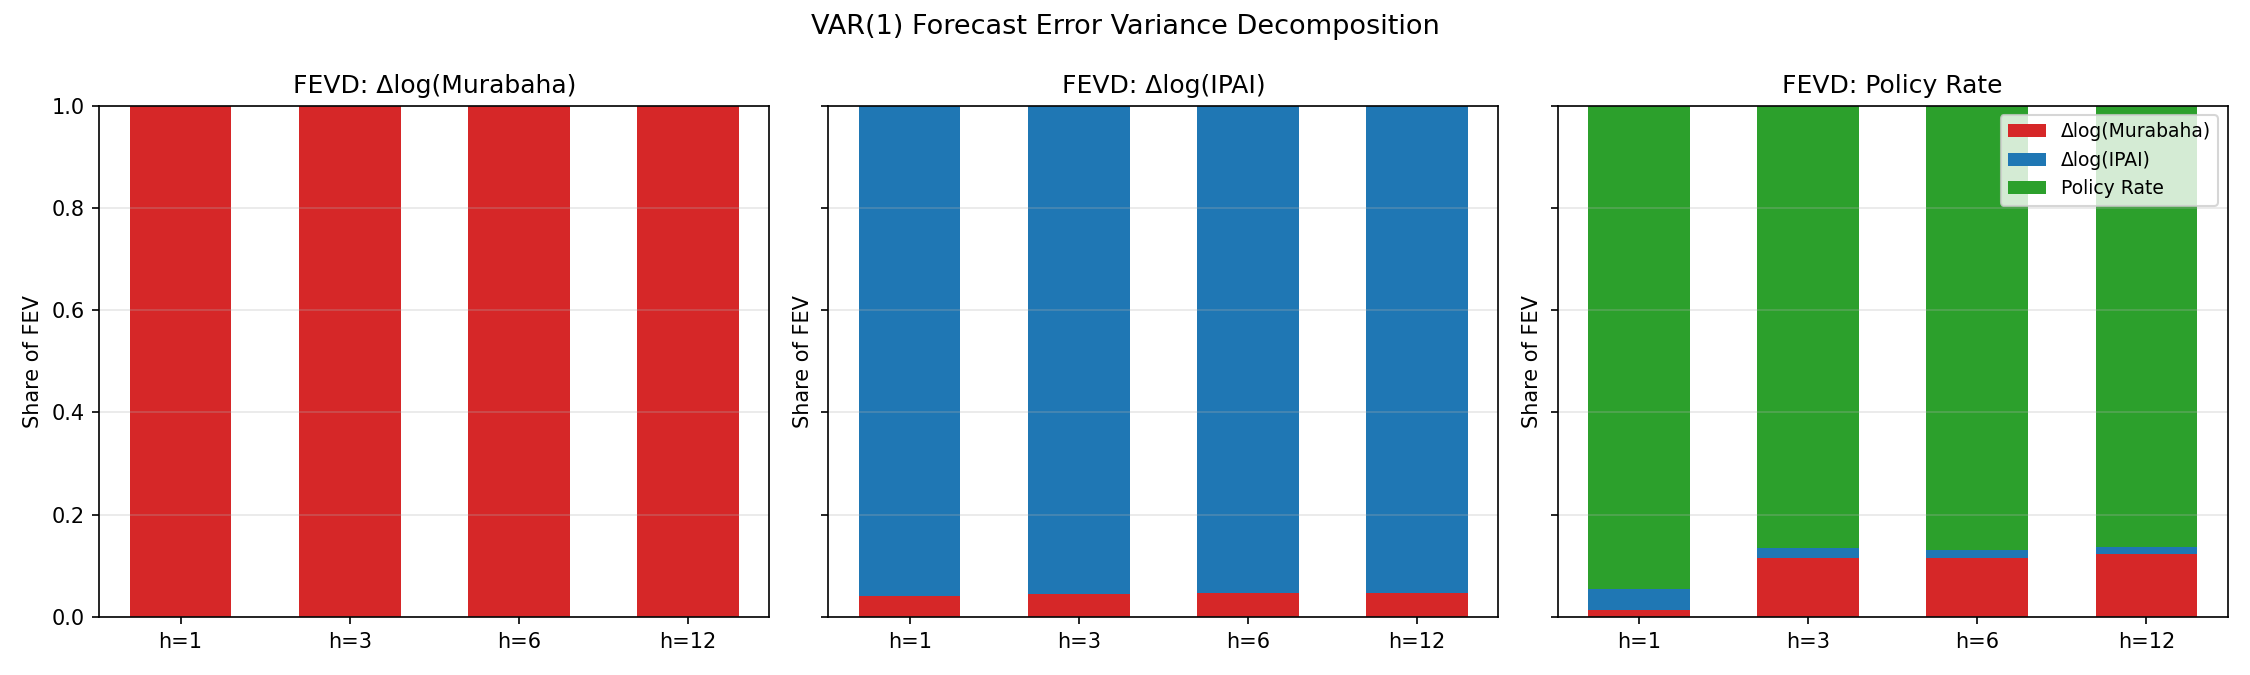 VAR(1) Forecast Error Variance Decomposition
FEVD: Δlog(Murabaha)
Share of FEV
1.0
0.8
0.6
0.4
0.2
0.0
h=1 h=3 h=6 h=12
FEVD: Δlog(IPAI)
Share of FEV
h=1 h=3 h=6 h=12
FEVD: Policy Rate
Share of FEV
Δlog(Murabaha)
Δlog(IPAI)
Policy Rate
h=1 h=3 h=6 h=12